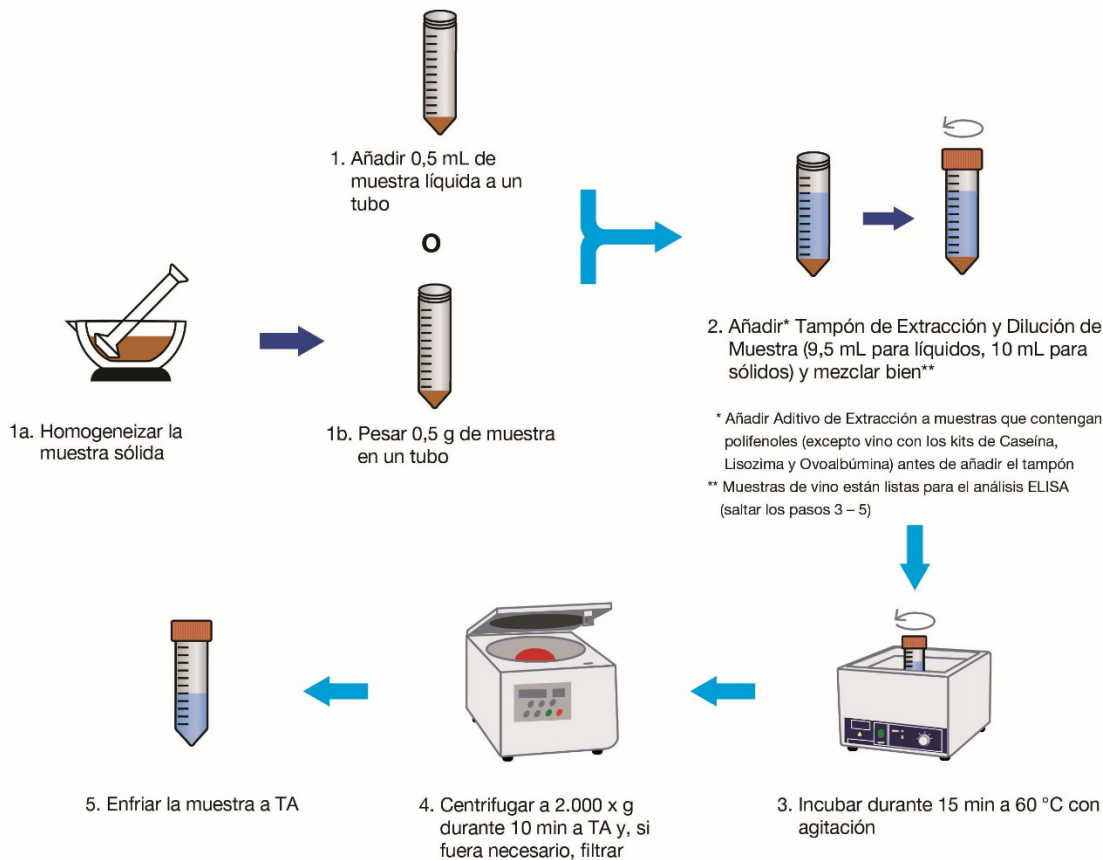 1. Añadir 0,5 mL de
muestra líquida a un
tubo
O
1a. Homogeneizar la
muestra sólida
1b. Pesar 0,5 g de muestra
en un tubo
2. Añadir* Tampón de Extracción y Dilución de
Muestra (9,5 mL para líquidos, 10 mL para
sólidos) y mezclar bien**
* Añadir Aditivo de Extracción a muestras que contengan
polifenoles (excepto vino con los kits de Caseína,
Lisozima y Ovoalbúmina) antes de añadir el tampón
** Muestras de vino están listas para el análisis ELISA
(saltar los pasos 3 – 5)
3. Incubar durante 15 min a 60 °C con
agitación
4. Centrifugar a 2.000 x g
durante 10 min a TA y, si
fuera necesario, filtrar
5. Enfriar la muestra a TA